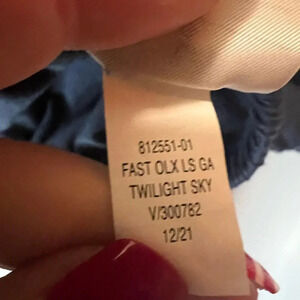 812551-01
FAST OLX LS GA
TWILIGHT SKY
V/300782
12/21